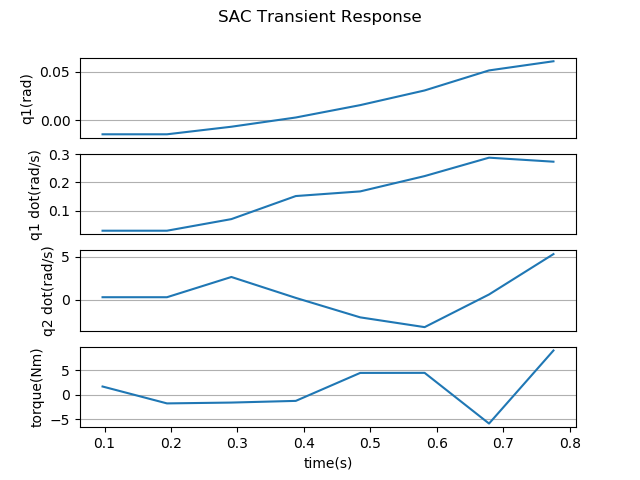 SAC Transient Response
q1(rad)
0.05
0.00
q1 dot(rad/s)
0.3
0.2
0.1
q2 dot(rad/s)
5
0
torque(Nm)
5
0
−5
0.1 0.2 0.3 0.4 0.5 0.6 0.7 0.8
time(s)